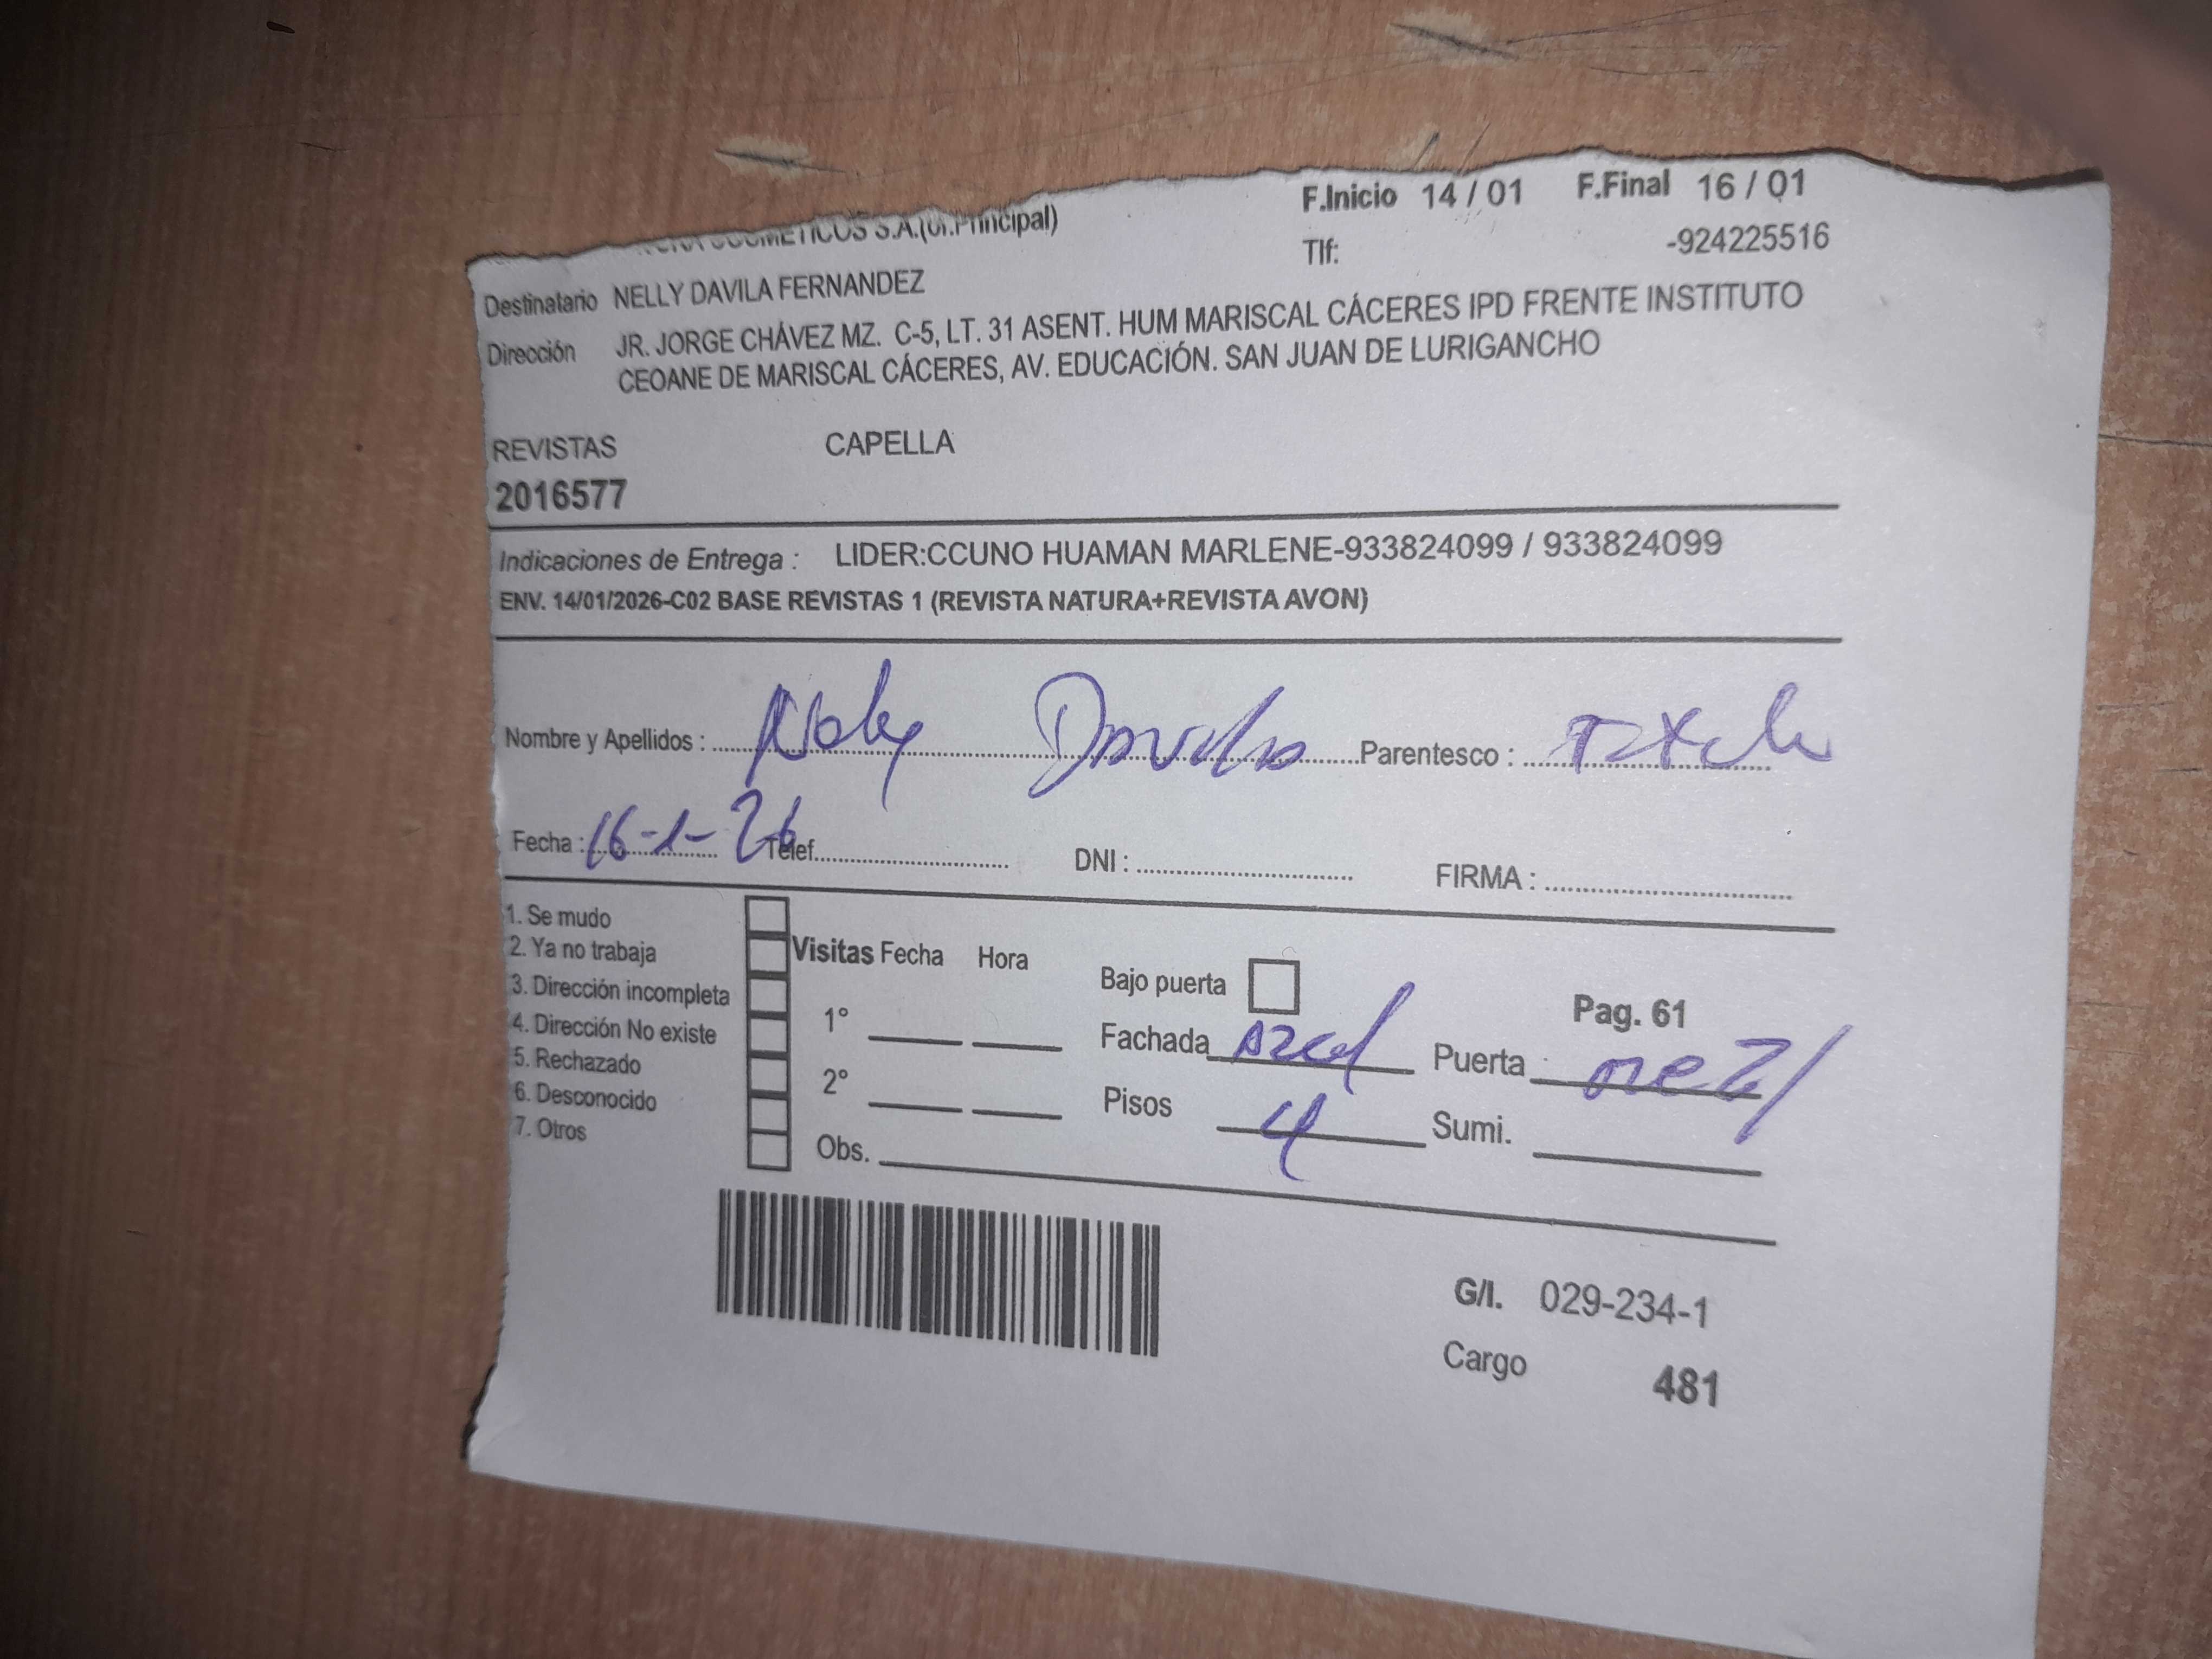 COSMETICOS S.A.(of.Principal)
F.Inicio 14 / 01 F.Final 16 / 01
Tlf: -924225516
Destinatario NELLY DAVILA FERNANDEZ
Dirección JR. JORGE CHÁVEZ MZ. C-5, LT. 31 ASENT. HUM MARISCAL CÁCERES IPD FRENTE INSTITUTO
CEOANE DE MARISCAL CÁCERES, AV. EDUCACIÓN. SAN JUAN DE LURIGANCHO
REVISTAS CAPELLA
2016577
Indicaciones de Entrega : LIDER:CCUNO HUAMAN MARLENE-933824099 / 933824099
ENV. 14/01/2026-C02 BASE REVISTAS 1 (REVISTA NATURA+REVISTA AVON)
Nombre y Apellidos : Nely Davila Parentesco :
Fecha : 16-1-26 Telef. DNI : FIRMA :
1. Se mudo
2. Ya no trabaja
3. Dirección incompleta
4. Dirección No existe
5. Rechazado
6. Desconocido
7. Otros
Visitas Fecha Hora
1°
2°
Obs.
Bajo puerta
Pag. 61
Fachada Azul Puerta metal
Pisos 4 Sumi.
G/I. 029-234-1
Cargo 481